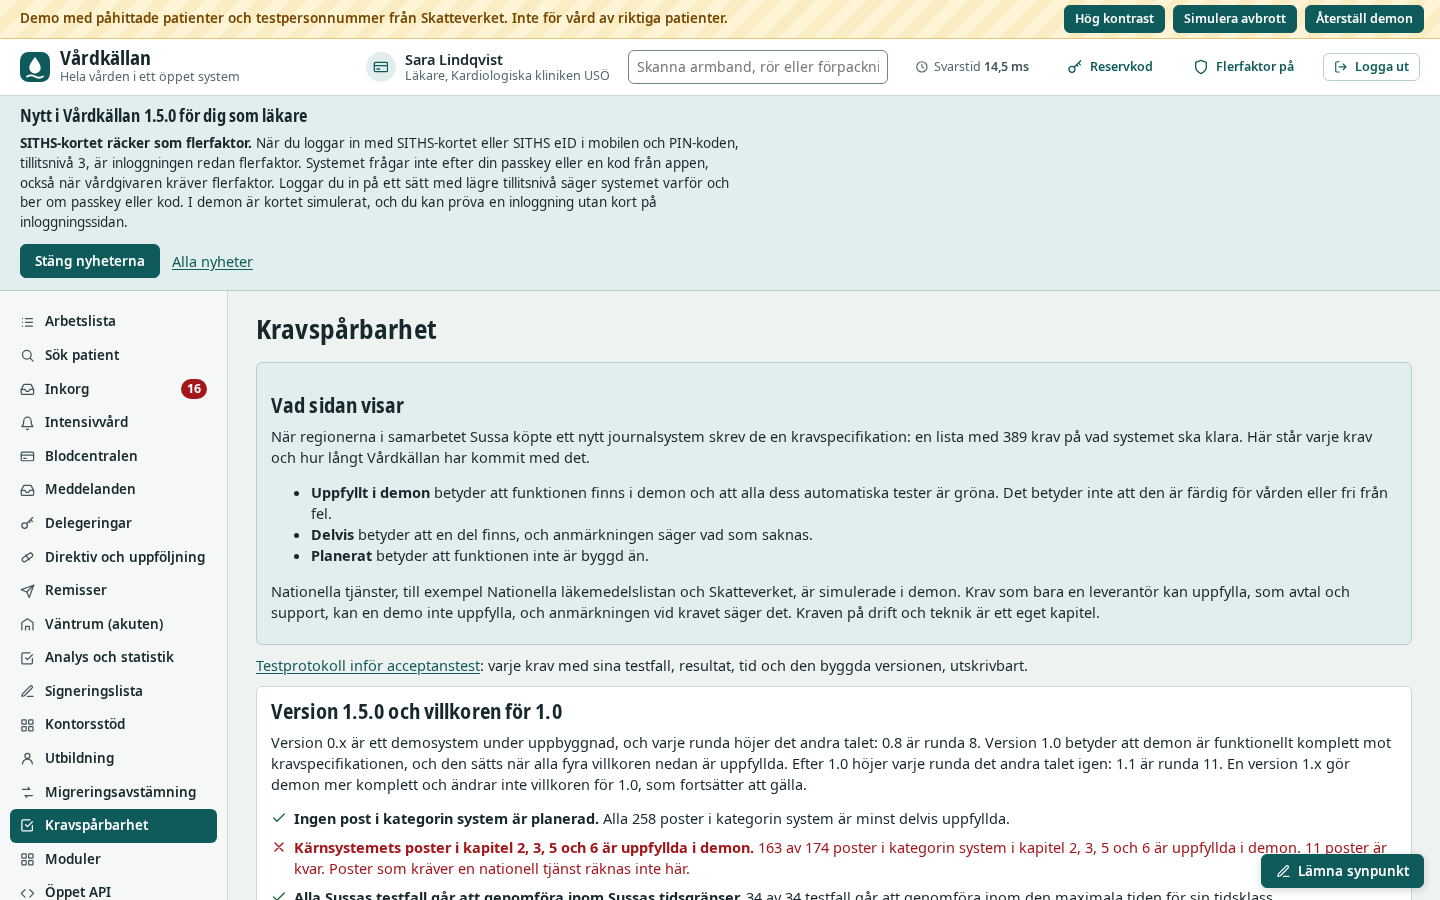 Demo med påhittade patienter och testpersonnummer från Skatteverket. Inte för vård av riktiga patienter.
Hög kontrast
Simulera avbrott
Återställ demon
Vårdkällan
Hela vården i ett öppet system
Sara Lindqvist
Läkare, Kardiologiska kliniken USÖ
Skanna armband, rör eller förpackni
Svarstid 14,5 ms
Reservkod
Flerfaktor på
Logga ut
Nytt i Vårdkällan 1.5.0 för dig som läkare
SITHS-kortet räcker som flerfaktor. När du loggar in med SITHS-kortet eller SITHS eID i mobilen och PIN-koden,
tillitsnivå 3, är inloggningen redan flerfaktor. Systemet frågar inte efter din passkey eller en kod från appen,
också när vårdgivaren kräver flerfaktor. Loggar du in på ett sätt med lägre tillitsnivå säger systemet varför och
ber om passkey eller kod. I demon är kortet simulerat, och du kan pröva en inloggning utan kort på
inloggningssidan.
Stäng nyheterna
Alla nyheter
Arbetslista
Sök patient
Inkorg
16
Intensivvård
Blodcentralen
Meddelanden
Delegeringar
Direktiv och uppföljning
Remisser
Väntrum (akuten)
Analys och statistik
Signeringslista
Kontorsstöd
Utbildning
Migreringsavstämning
Kravspårbarhet
Moduler
Öppet API
Kravspårbarhet
Vad sidan visar
När regionerna i samarbetet Sussa köpte ett nytt journalsystem skrev de en kravspecifikation: en lista med 389 krav på vad systemet ska klara. Här står varje krav
och hur långt Vårdkällan har kommit med det.
Uppfyllt i demon betyder att funktionen finns i demon och att alla dess automatiska tester är gröna. Det betyder inte att den är färdig för vården eller fri från
fel.
Delvis betyder att en del finns, och anmärkningen säger vad som saknas.
Planerat betyder att funktionen inte är byggd än.
Nationella tjänster, till exempel Nationella läkemedelslistan och Skatteverket, är simulerade i demon. Krav som bara en leverantör kan uppfylla, som avtal och
support, kan en demo inte uppfylla, och anmärkningen vid kravet säger det. Kraven på drift och teknik är ett eget kapitel.
Testprotokoll inför acceptanstest: varje krav med sina testfall, resultat, tid och den byggda versionen, utskrivbart.
Version 1.5.0 och villkoren för 1.0
Version 0.x är ett demosystem under uppbyggnad, och varje runda höjer det andra talet: 0.8 är runda 8. Version 1.0 betyder att demon är funktionellt komplett mot
kravspecifikationen, och den sätts när alla fyra villkoren nedan är uppfyllda. Efter 1.0 höjer varje runda det andra talet igen: 1.1 är runda 11. En version 1.x gör
demon mer komplett och ändrar inte villkoren för 1.0, som fortsätter att gälla.
Ingen post i kategorin system är planerad. Alla 258 poster i kategorin system är minst delvis uppfyllda.
Kärnsystemets poster i kapitel 2, 3, 5 och 6 är uppfyllda i demon. 163 av 174 poster i kategorin system i kapitel 2, 3, 5 och 6 är uppfyllda i demon. 11 poster är
kvar. Poster som kräver en nationell tjänst räknas inte här.
Alla Sussas testfall går att genomföra inom Sussas tidsgränser. 34 av 34 testfall går att genomföra inom den maximala tiden för sin tidsklass.
Lämna synpunkt